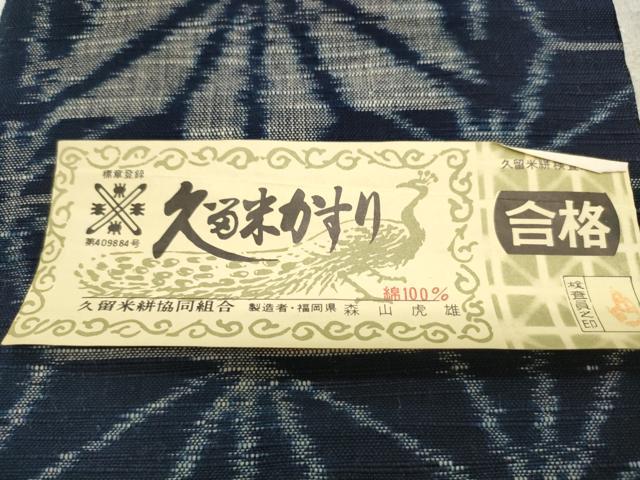 標章登録
第409884号
久留米かすり
綿100%
久留米絣協同組合 製造者・福岡県 森山虎雄
久留米絣検査
合格
検査員之印